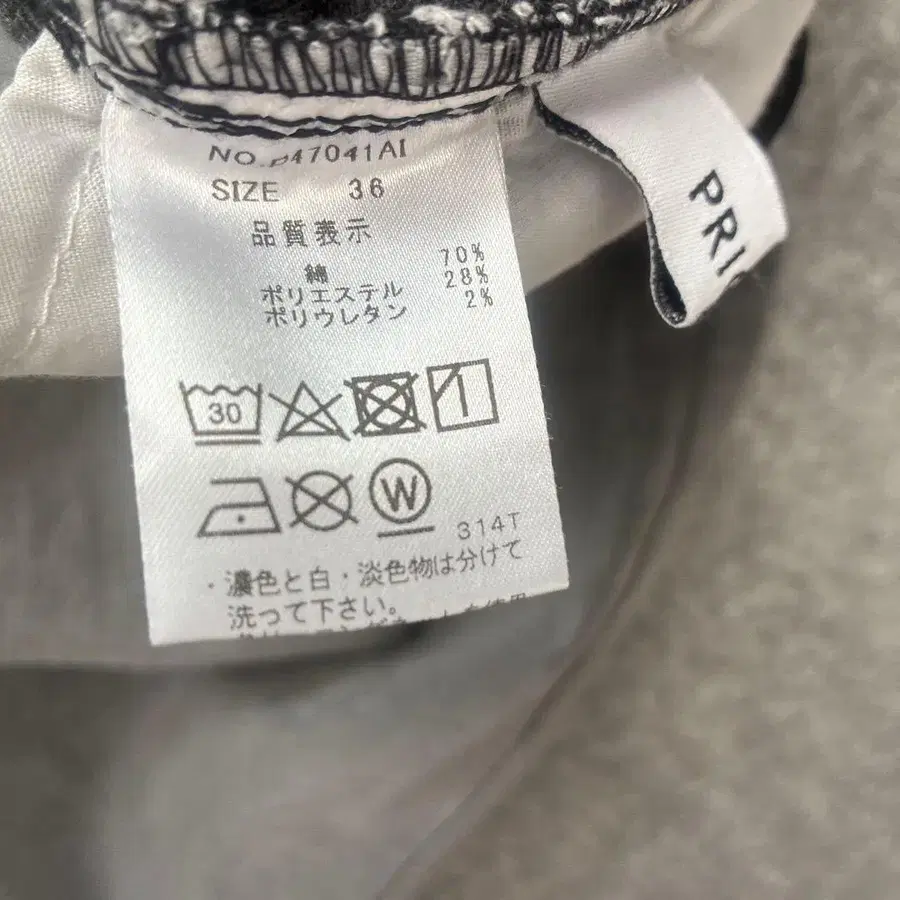 NO.B47041AI
SIZE 36
品質表示
綿 70%
ポリエステル 28%
ポリウレタン 2%
30
W
314T
・濃色と白・淡色物は分けて
洗って下さい。
PRI